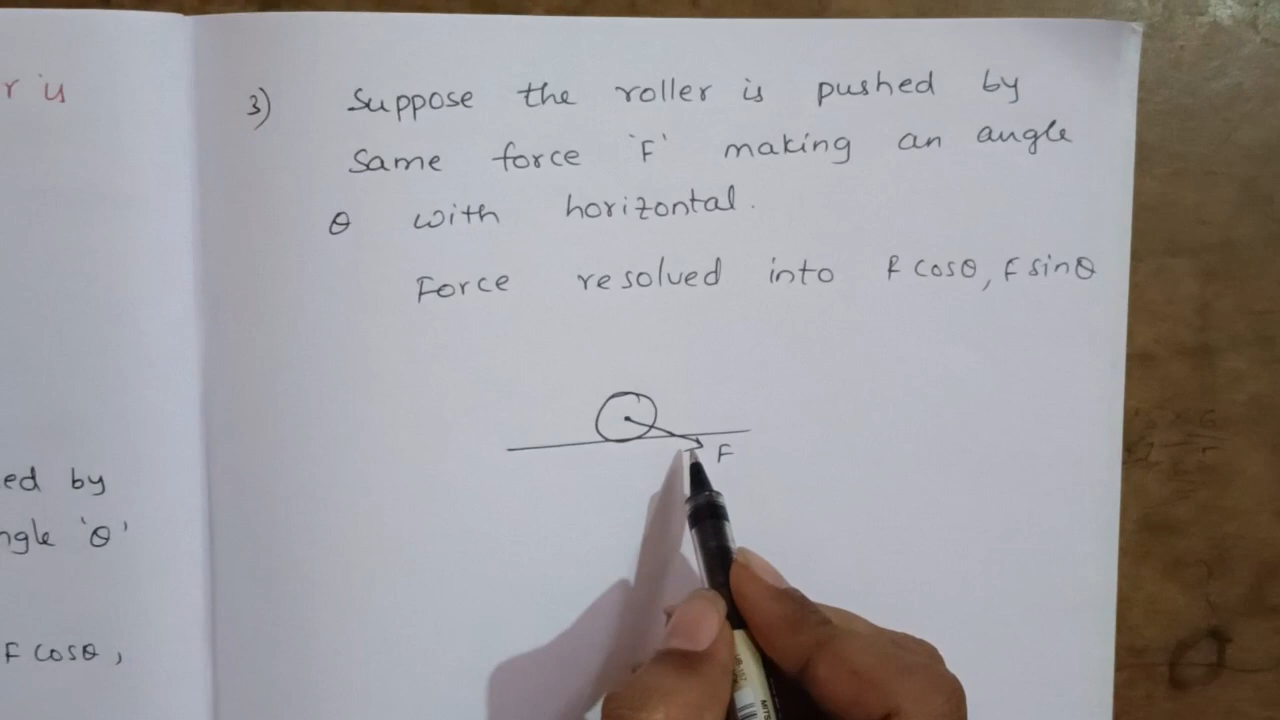 r is
3) Suppose the roller is pushed by
same force 'F' making an angle
θ with horizontal.
Force resolved into F cosθ, F sinθ
F
ed by
ngle 'θ'
F cosθ,